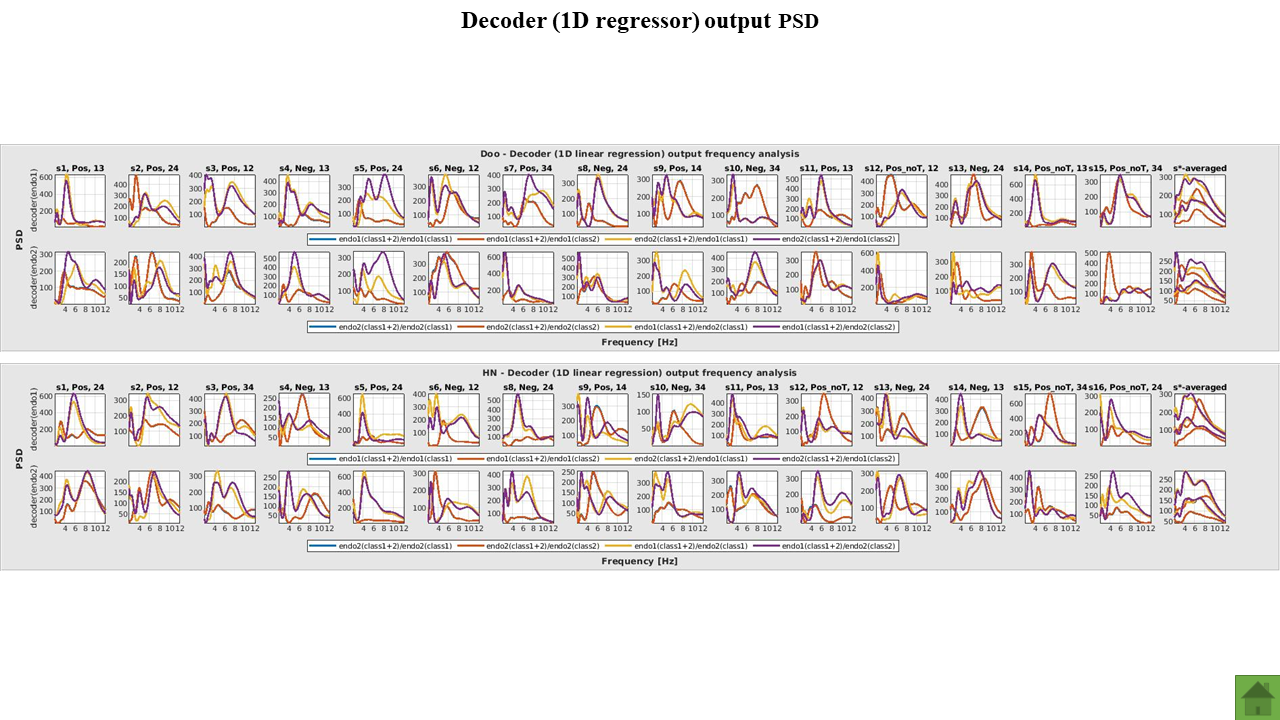 Decoder (1D regressor) output PSD
Doo - Decoder (1D linear regression) output frequency analysis
s1, Pos, 13 s2, Pos, 24 s3, Pos, 12 s4, Neg, 13 s5, Pos, 24 s6, Neg, 12 s7, Pos, 34 s8, Neg, 24 s9, Pos, 14 s10, Neg, 34 s11, Pos, 13 s12, Pos_noT, 12 s13, Neg, 24 s14, Pos_noT, 13 s15, Pos_noT, 34 s*-averaged
decoder(endo1)
endo1(class1+2)/endo1(class1) endo1(class1+2)/endo1(class2) endo2(class1+2)/endo1(class1) endo2(class1+2)/endo1(class2)
PSD
decoder(endo2)
4 6 8 10 12
endo2(class1+2)/endo2(class1) endo2(class1+2)/endo2(class2) endo1(class1+2)/endo2(class1) endo1(class1+2)/endo2(class2)
Frequency [Hz]
HN - Decoder (1D linear regression) output frequency analysis
s1, Pos, 24 s2, Pos, 12 s3, Pos, 34 s4, Neg, 13 s5, Pos, 24 s6, Neg, 12 s8, Neg, 24 s9, Pos, 14 s10, Neg, 34 s11, Pos, 13 s12, Pos_noT, 12 s13, Neg, 24 s14, Neg, 13 s15, Pos_noT, 34 s16, Pos_noT, 24 s*-averaged
decoder(endo1)
endo1(class1+2)/endo1(class1) endo1(class1+2)/endo1(class2) endo2(class1+2)/endo1(class1) endo2(class1+2)/endo1(class2)
PSD
decoder(endo2)
4 6 8 10 12
endo2(class1+2)/endo2(class1) endo2(class1+2)/endo2(class2) endo1(class1+2)/endo2(class1) endo1(class1+2)/endo2(class2)
Frequency [Hz]